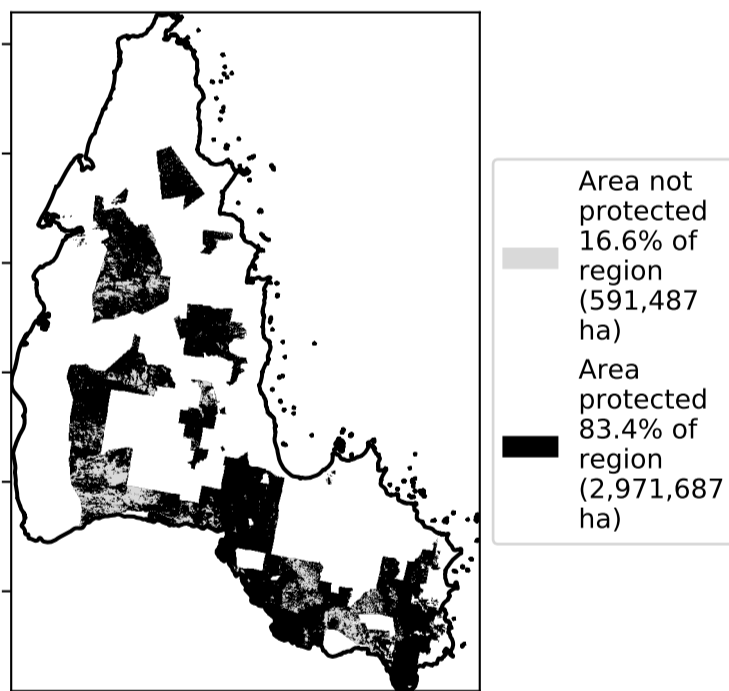 Area not
protected
16.6% of
region
(591,487
ha)
Area
protected
83.4% of
region
(2,971,687
ha)